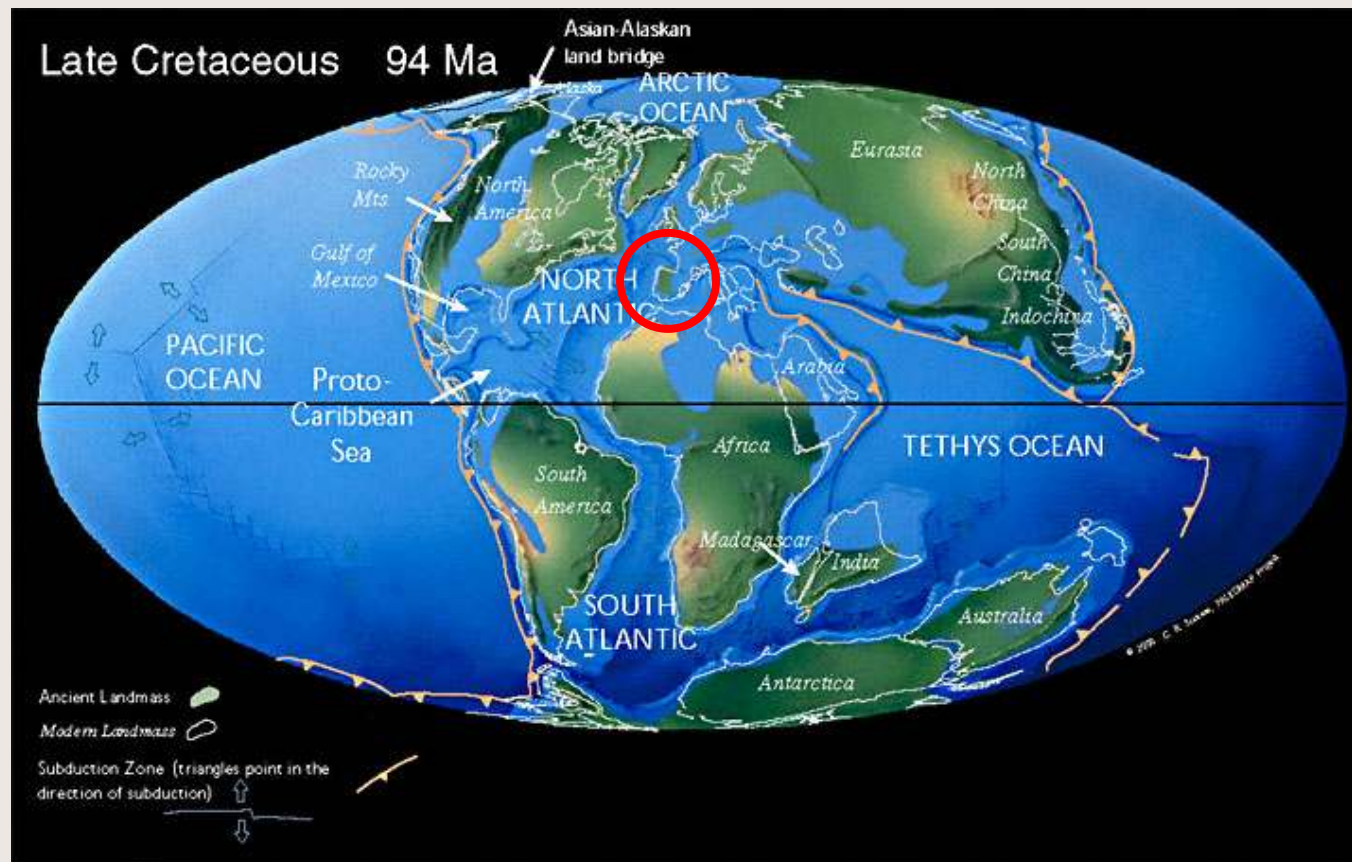 Late Cretaceous 94 Ma
Asian-Alaskan
land bridge
Alaska
ARCTIC
OCEAN
Eurasia
Rocky
Mts.
North
America
North
China
Gulf of
Mexico
South
China
NORTH
ATLANTIC
Indochina
PACIFIC
OCEAN
Arabia
Proto-
Caribbean
Sea
Africa
TETHYS OCEAN
South
America
Madagascar
India
SOUTH
ATLANTIC
Australia
Antarctica
Ancient Landmass
Modern Landmass
Subduction Zone (triangles point in the
direction of subduction)